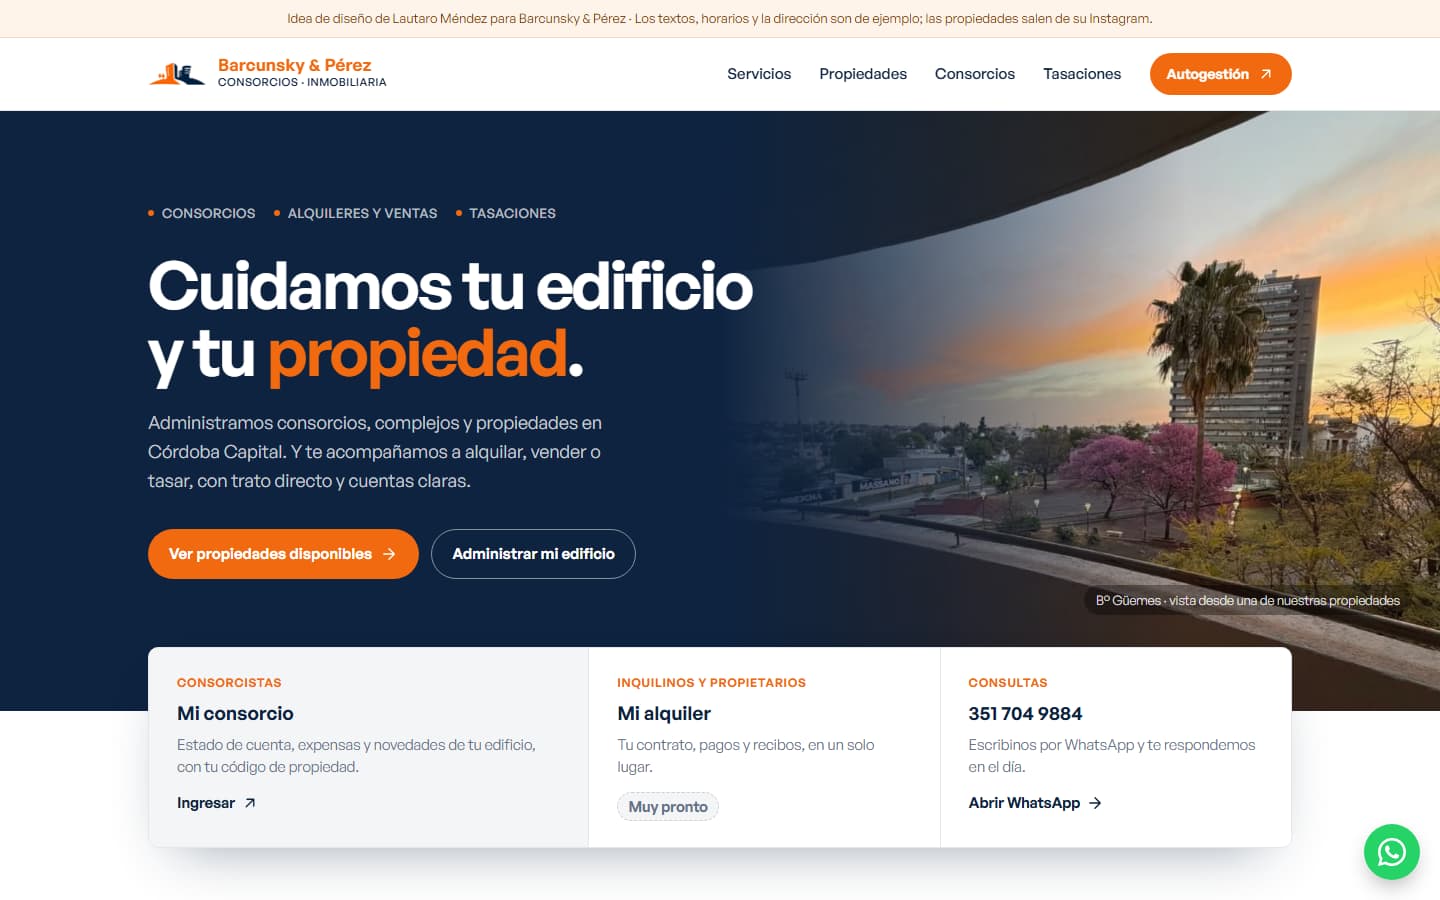 Idea de diseño de Lautaro Méndez para Barcunsky & Pérez · Los textos, horarios y la dirección son de ejemplo; las propiedades salen de su Instagram.
Barcunsky & Pérez
CONSORCIOS · INMOBILIARIA
Servicios
Propiedades
Consorcios
Tasaciones
Autogestión
CONSORCIOS
ALQUILERES Y VENTAS
TASACIONES
Cuidamos tu edificio
y tu propiedad.
Administramos consorcios, complejos y propiedades en
Córdoba Capital. Y te acompañamos a alquilar, vender o
tasar, con trato directo y cuentas claras.
Ver propiedades disponibles
Administrar mi edificio
MASSANO
Bº Güemes · vista desde una de nuestras propiedades
CONSORCISTAS
Mi consorcio
Estado de cuenta, expensas y novedades de tu edificio,
con tu código de propiedad.
Ingresar
INQUILINOS Y PROPIETARIOS
Mi alquiler
Tu contrato, pagos y recibos, en un solo
lugar.
Muy pronto
CONSULTAS
351 704 9884
Escribinos por WhatsApp y te respondemos
en el día.
Abrir WhatsApp